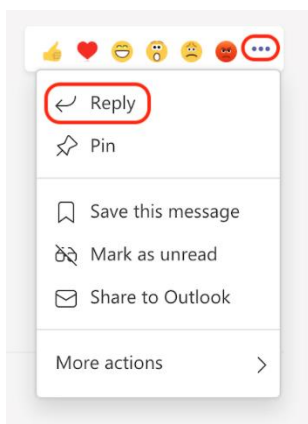 Reply
Pin
Save this message
Mark as unread
Share to Outlook
More actions